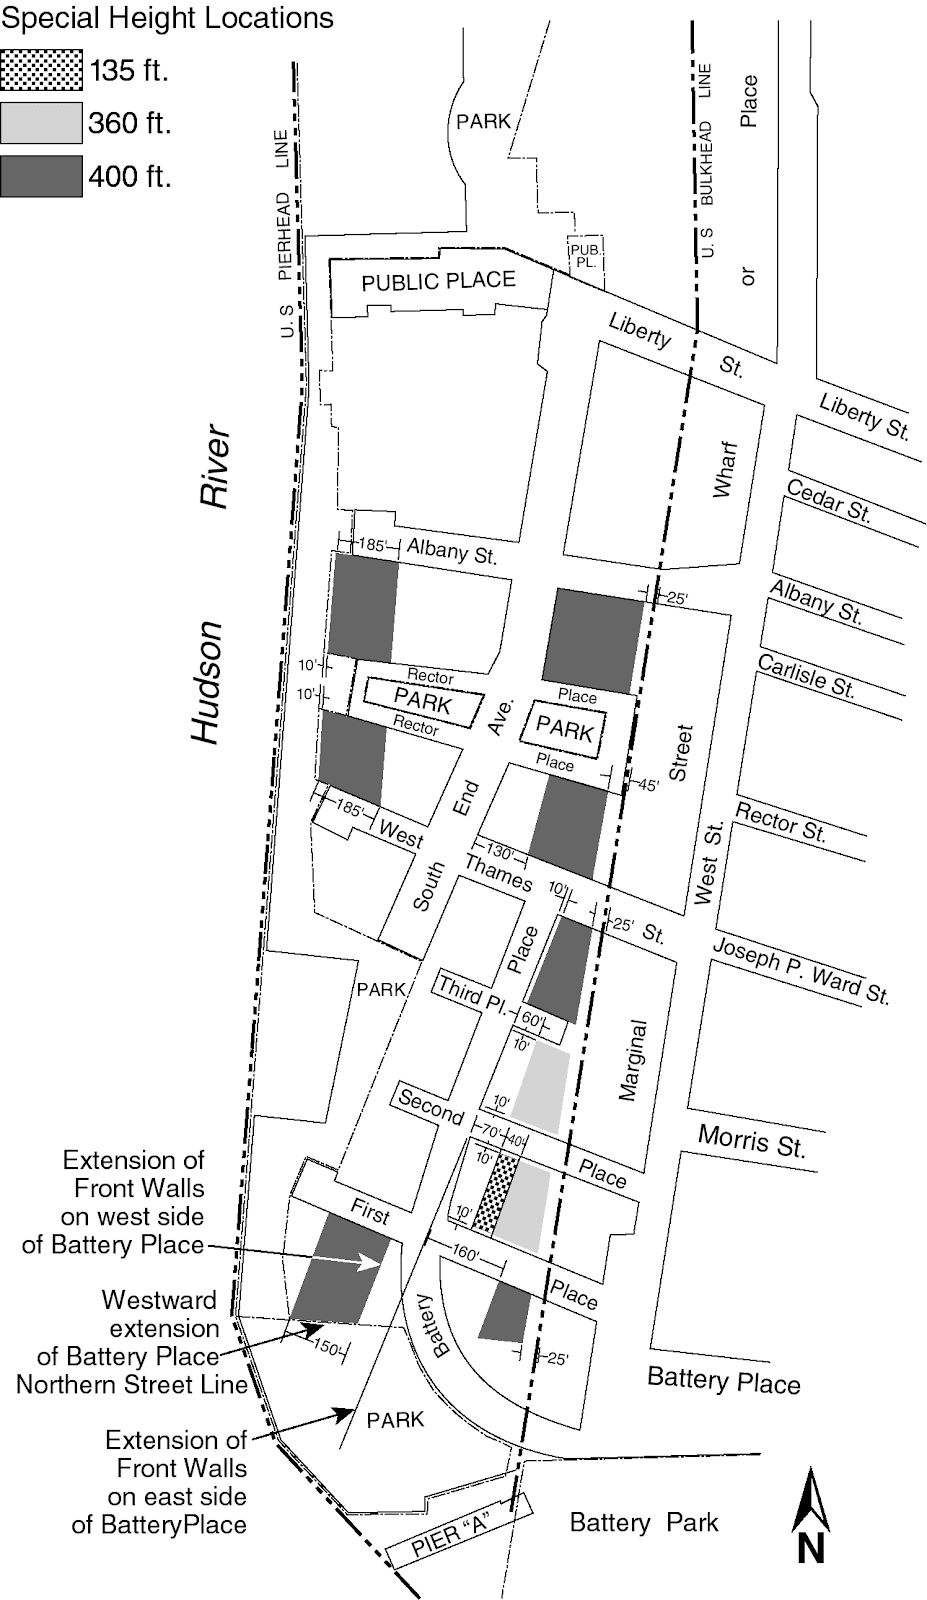 Special Height Locations
135 ft.
360 ft.
400 ft.
U.S PIERHEAD LINE
PARK
U.S BULKHEAD LINE
Place
or
PUB.
PL.
PUBLIC PLACE
Liberty
St.
Liberty St.
Wharf
River
Cedar St.
185'
Albany St.
25'
Albany St.
Hudson
10'
10'
Rector
PARK
Rector
Ave.
Place
PARK
Place
Carlisle St.
Street
45'
185'
West
End
130'
Thames
Rector St.
South
10'
25'
St.
West St.
Place
Joseph P. Ward St.
PARK
Third Pl.
60'
10'
Marginal
10'
Second
70'
40'
10'
Place
Morris St.
Extension of
Front Walls
on west side
of Battery Place
First
10'
160'
Place
Westward
extension
of Battery Place
Northern Street Line
150'
Battery
25'
Battery Place
PARK
Extension of
Front Walls
on east side
of BatteryPlace
PIER "A"
Battery Park
N